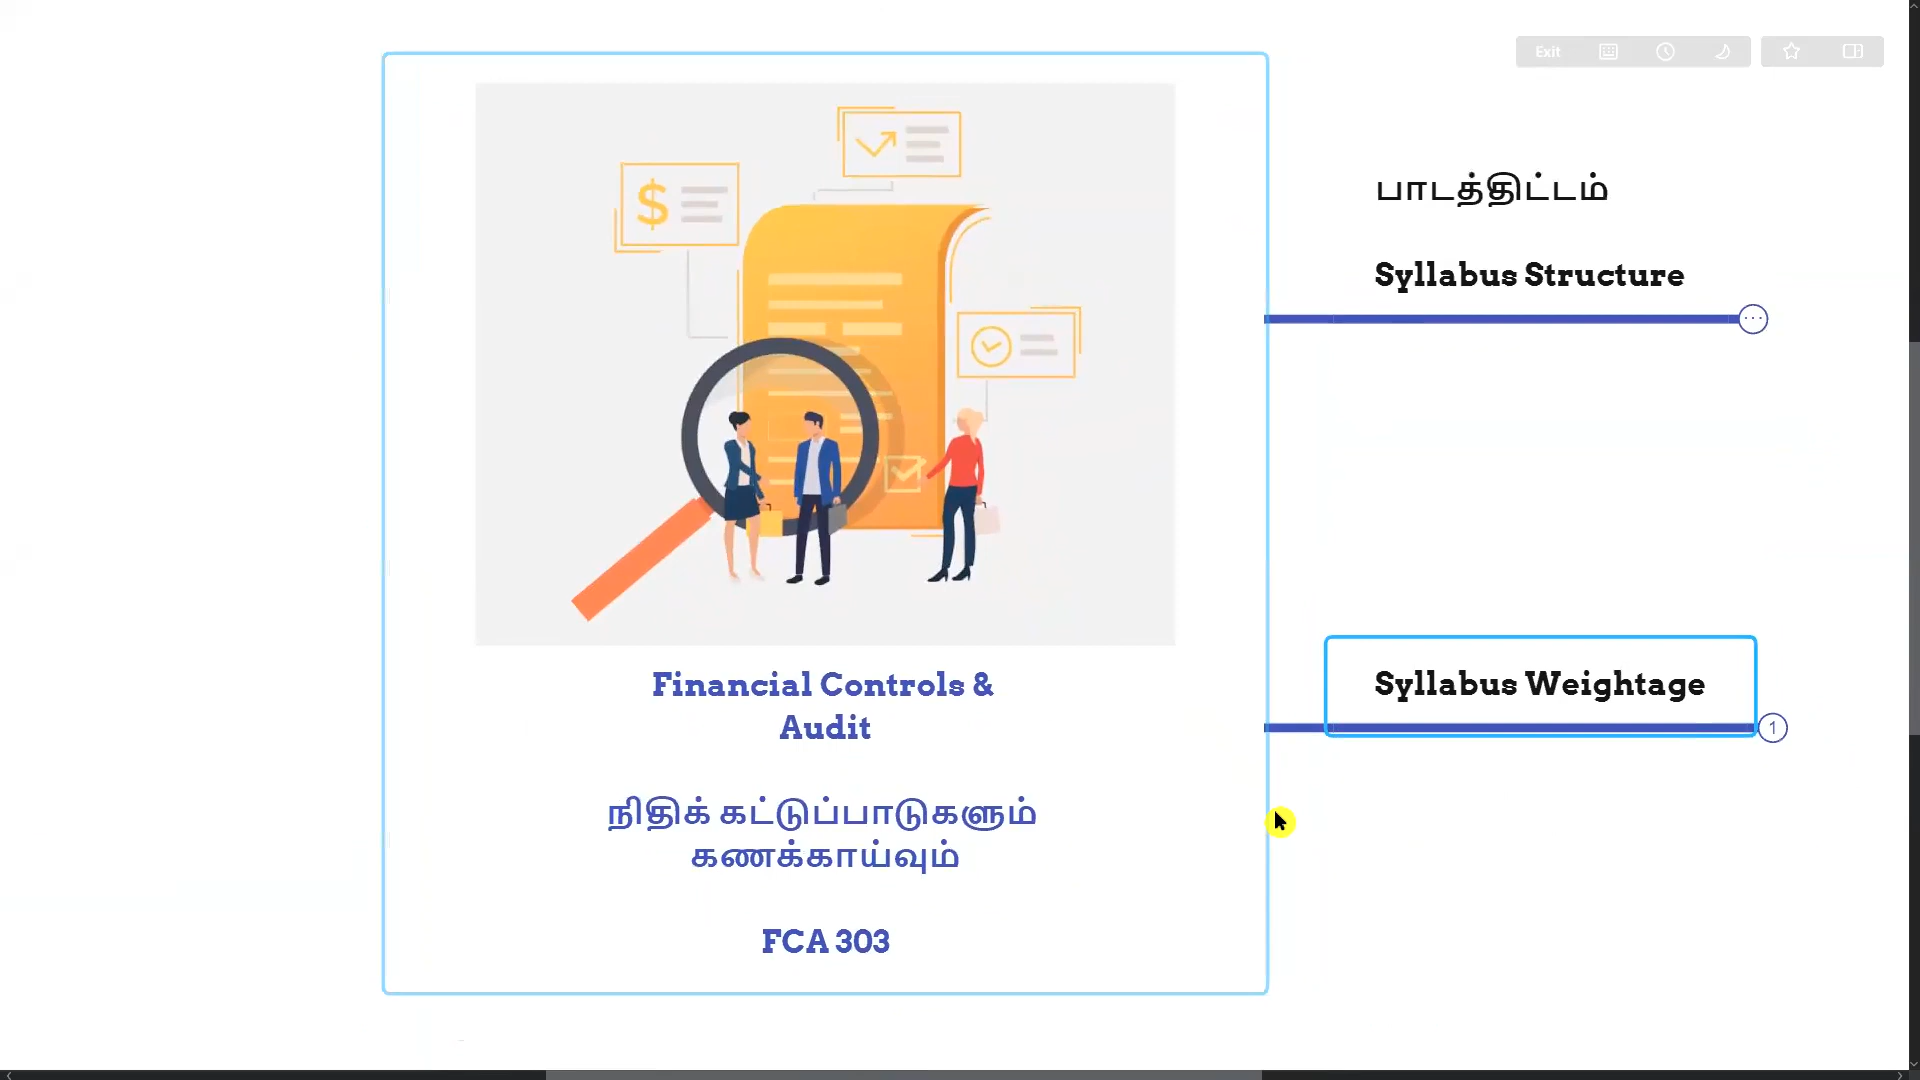 Exit
$
Financial Controls &
Audit
நிதிக் கட்டுப்பாடுகளும்
கணக்காய்வும்
FCA 303
பாடத்திட்டம்
Syllabus Structure
Syllabus Weightage
1